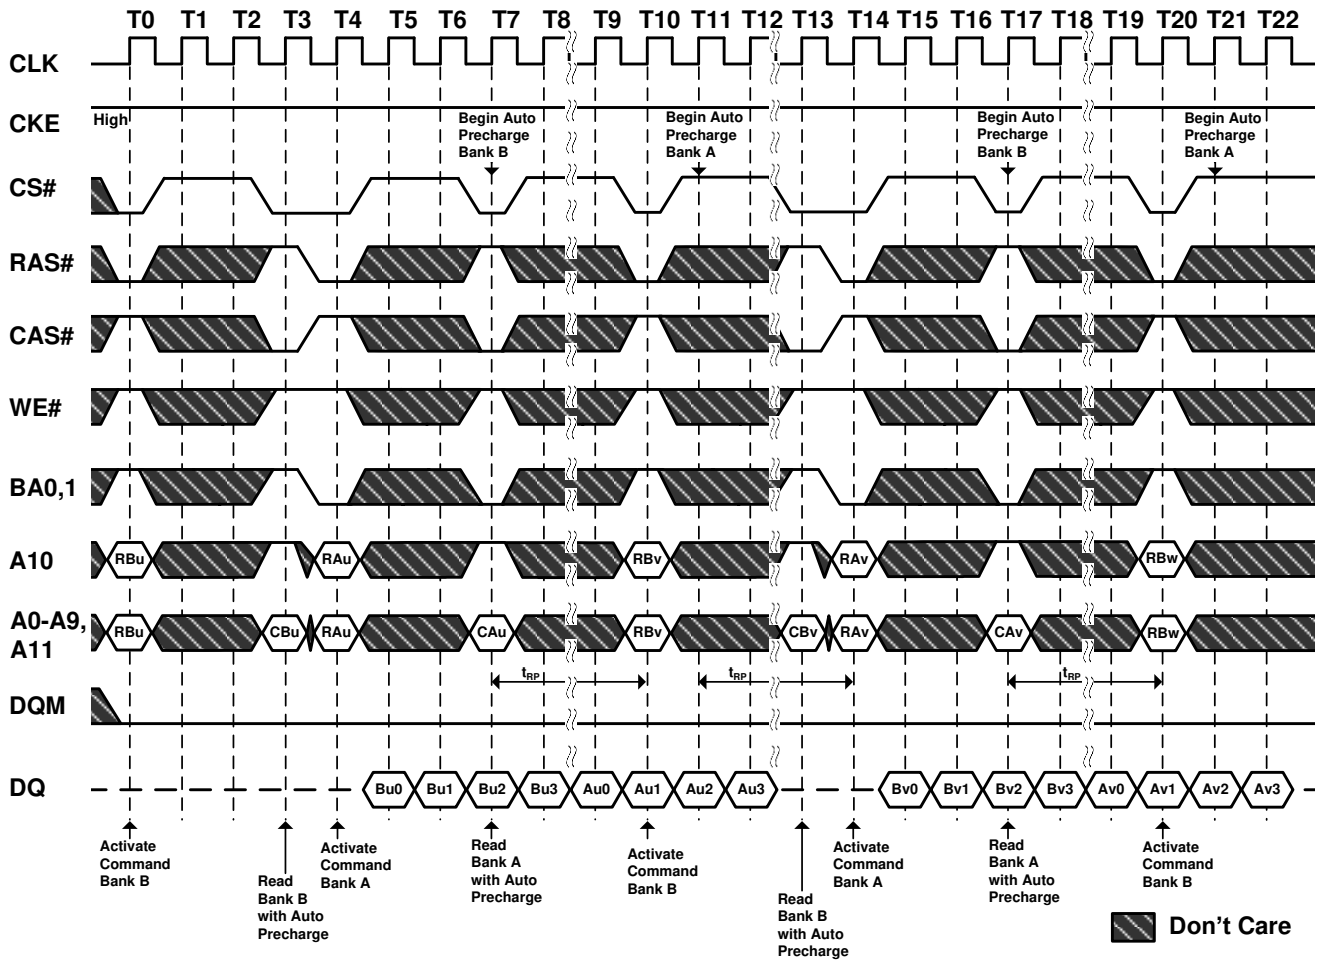 T0 T1 T2 T3 T4 T5 T6 T7 T8 T9 T10 T11 T12 T13 T14 T15 T16 T17 T18 T19 T20 T21 T22
CLK
CKE
High
Begin Auto
Precharge
Bank B
Begin Auto
Precharge
Bank A
Begin Auto
Precharge
Bank B
Begin Auto
Precharge
Bank A
CS#
RAS#
CAS#
WE#
BA0,1
A10
RBu RAu RBv RAv RBw
A0-A9,
A11
RBu CBu RAu CAu RBv CBv RAv CAv RBw
tRP tRP tRP
DQM
DQ
Bu0 Bu1 Bu2 Bu3 Au0 Au1 Au2 Au3 Bv0 Bv1 Bv2 Bv3 Av0 Av1 Av2 Av3
Activate
Command
Bank B
Read
Bank B
with Auto
Precharge
Activate
Command
Bank A
Read
Bank A
with Auto
Precharge
Activate
Command
Bank B
Read
Bank B
with Auto
Precharge
Activate
Command
Bank A
Read
Bank A
with Auto
Precharge
Activate
Command
Bank B
Don't Care